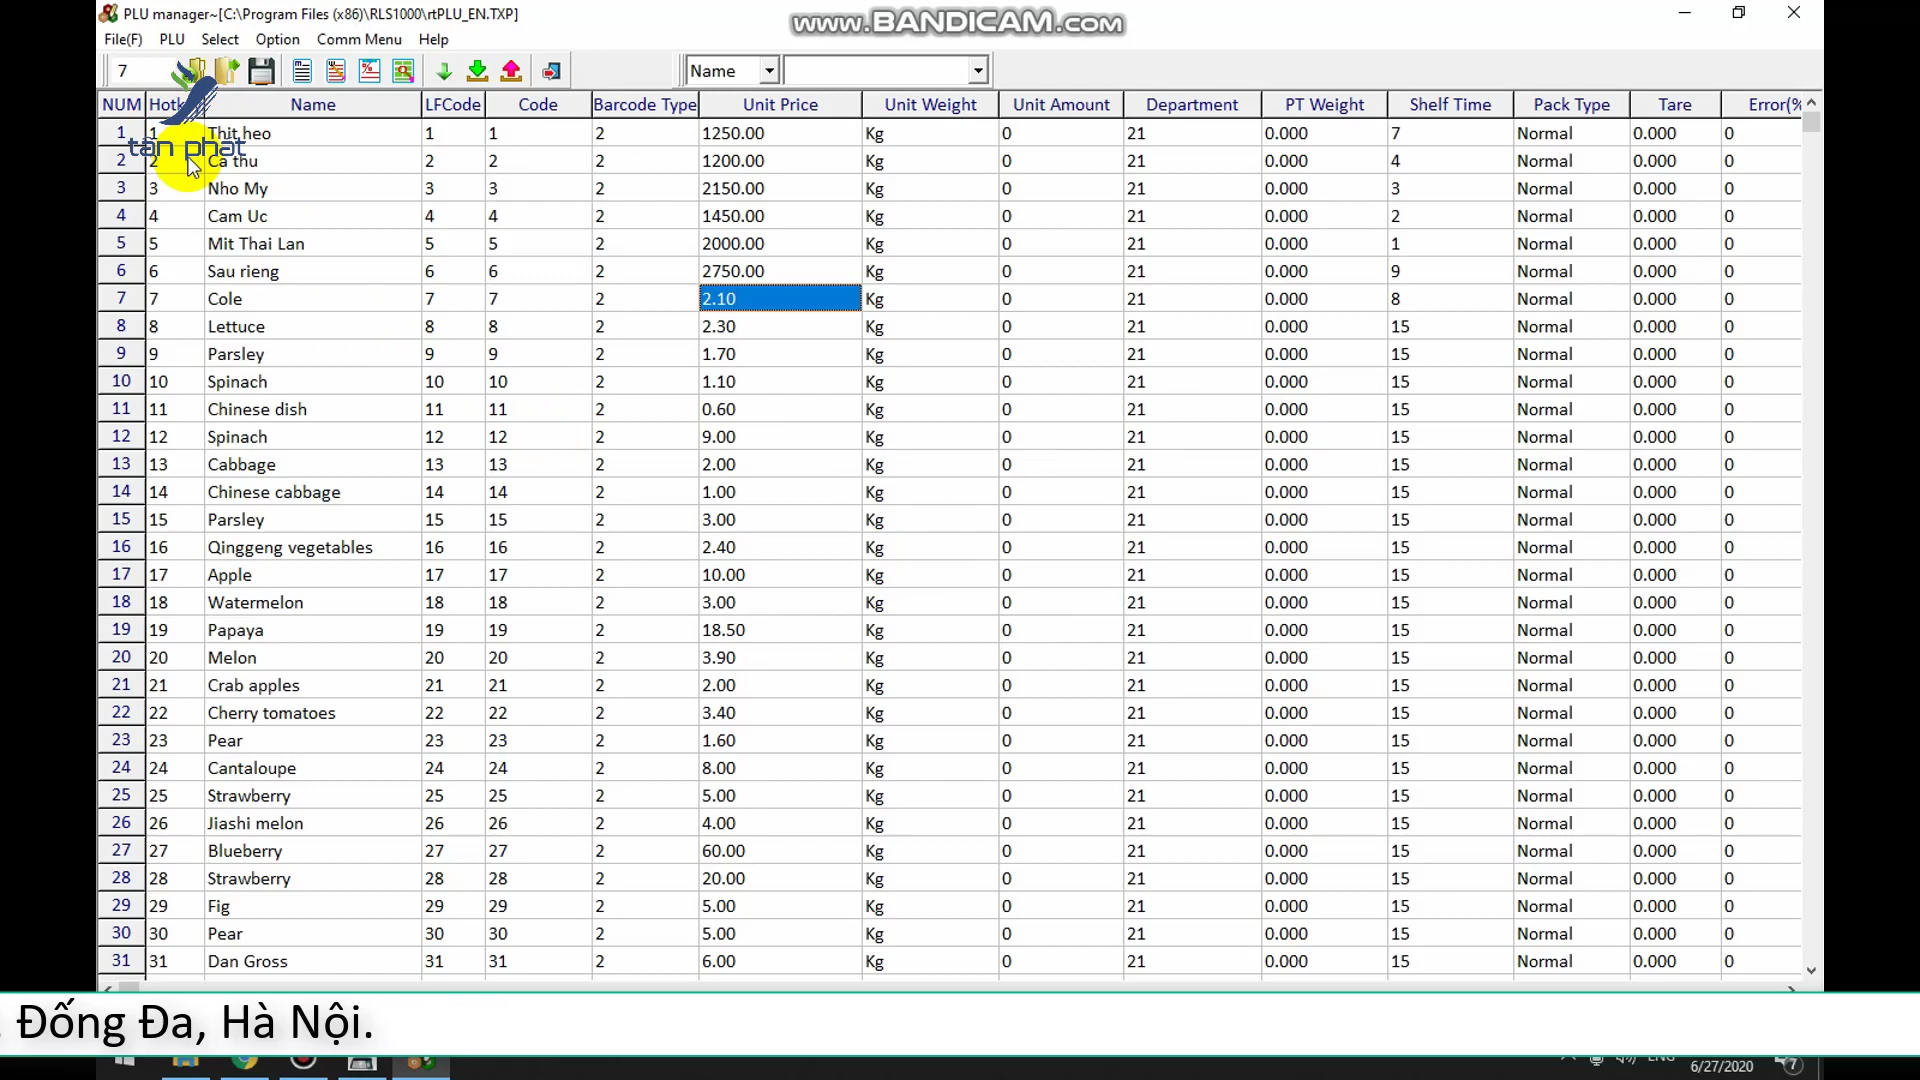 PLU manager~[C:\Program Files (x86)\RLS1000\rtPLU_EN.TXP]
WWW.BANDICAM.COM
File(F) PLU Select Option Comm Menu Help
7 Name
NUM Hotk Name LFCode Code Barcode Type Unit Price Unit Weight Unit Amount Department PT Weight Shelf Time Pack Type Tare Error(%
1 1 Thit heo 1 1 2 1250.00 Kg 0 21 0.000 7 Normal 0.000 0
tân phát
2 2 Ca thu 2 2 2 1200.00 Kg 0 21 0.000 4 Normal 0.000 0
3 3 Nho My 3 3 2 2150.00 Kg 0 21 0.000 3 Normal 0.000 0
4 4 Cam Uc 4 4 2 1450.00 Kg 0 21 0.000 2 Normal 0.000 0
5 5 Mit Thai Lan 5 5 2 2000.00 Kg 0 21 0.000 1 Normal 0.000 0
6 6 Sau rieng 6 6 2 2750.00 Kg 0 21 0.000 9 Normal 0.000 0
7 7 Cole 7 7 2 2.10 Kg 0 21 0.000 8 Normal 0.000 0
8 8 Lettuce 8 8 2 2.30 Kg 0 21 0.000 15 Normal 0.000 0
9 9 Parsley 9 9 2 1.70 Kg 0 21 0.000 15 Normal 0.000 0
10 10 Spinach 10 10 2 1.10 Kg 0 21 0.000 15 Normal 0.000 0
11 11 Chinese dish 11 11 2 0.60 Kg 0 21 0.000 15 Normal 0.000 0
12 12 Spinach 12 12 2 9.00 Kg 0 21 0.000 15 Normal 0.000 0
13 13 Cabbage 13 13 2 2.00 Kg 0 21 0.000 15 Normal 0.000 0
14 14 Chinese cabbage 14 14 2 1.00 Kg 0 21 0.000 15 Normal 0.000 0
15 15 Parsley 15 15 2 3.00 Kg 0 21 0.000 15 Normal 0.000 0
16 16 Qinggeng vegetables 16 16 2 2.40 Kg 0 21 0.000 15 Normal 0.000 0
17 17 Apple 17 17 2 10.00 Kg 0 21 0.000 15 Normal 0.000 0
18 18 Watermelon 18 18 2 3.00 Kg 0 21 0.000 15 Normal 0.000 0
19 19 Papaya 19 19 2 18.50 Kg 0 21 0.000 15 Normal 0.000 0
20 20 Melon 20 20 2 3.90 Kg 0 21 0.000 15 Normal 0.000 0
21 21 Crab apples 21 21 2 2.00 Kg 0 21 0.000 15 Normal 0.000 0
22 22 Cherry tomatoes 22 22 2 3.40 Kg 0 21 0.000 15 Normal 0.000 0
23 23 Pear 23 23 2 1.60 Kg 0 21 0.000 15 Normal 0.000 0
24 24 Cantaloupe 24 24 2 8.00 Kg 0 21 0.000 15 Normal 0.000 0
25 25 Strawberry 25 25 2 5.00 Kg 0 21 0.000 15 Normal 0.000 0
26 26 Jiashi melon 26 26 2 4.00 Kg 0 21 0.000 15 Normal 0.000 0
27 27 Blueberry 27 27 2 60.00 Kg 0 21 0.000 15 Normal 0.000 0
28 28 Strawberry 28 28 2 20.00 Kg 0 21 0.000 15 Normal 0.000 0
29 29 Fig 29 29 2 5.00 Kg 0 21 0.000 15 Normal 0.000 0
30 30 Pear 30 30 2 5.00 Kg 0 21 0.000 15 Normal 0.000 0
31 31 Dan Gross 31 31 2 6.00 Kg 0 21 0.000 15 Normal 0.000 0
Đống Đa, Hà Nội.
ENG
6/27/2020 7